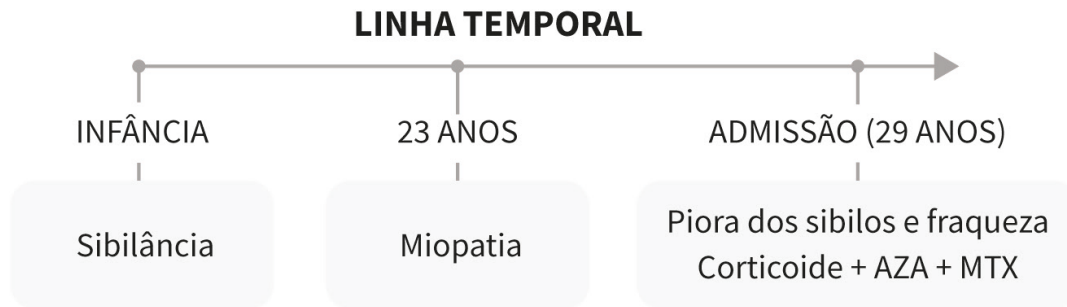 LINHA TEMPORAL
INFÂNCIA
23 ANOS
ADMISSÃO (29 ANOS)
Sibilância
Miopatia
Piora dos sibilos e fraqueza
Corticoide + AZA + MTX